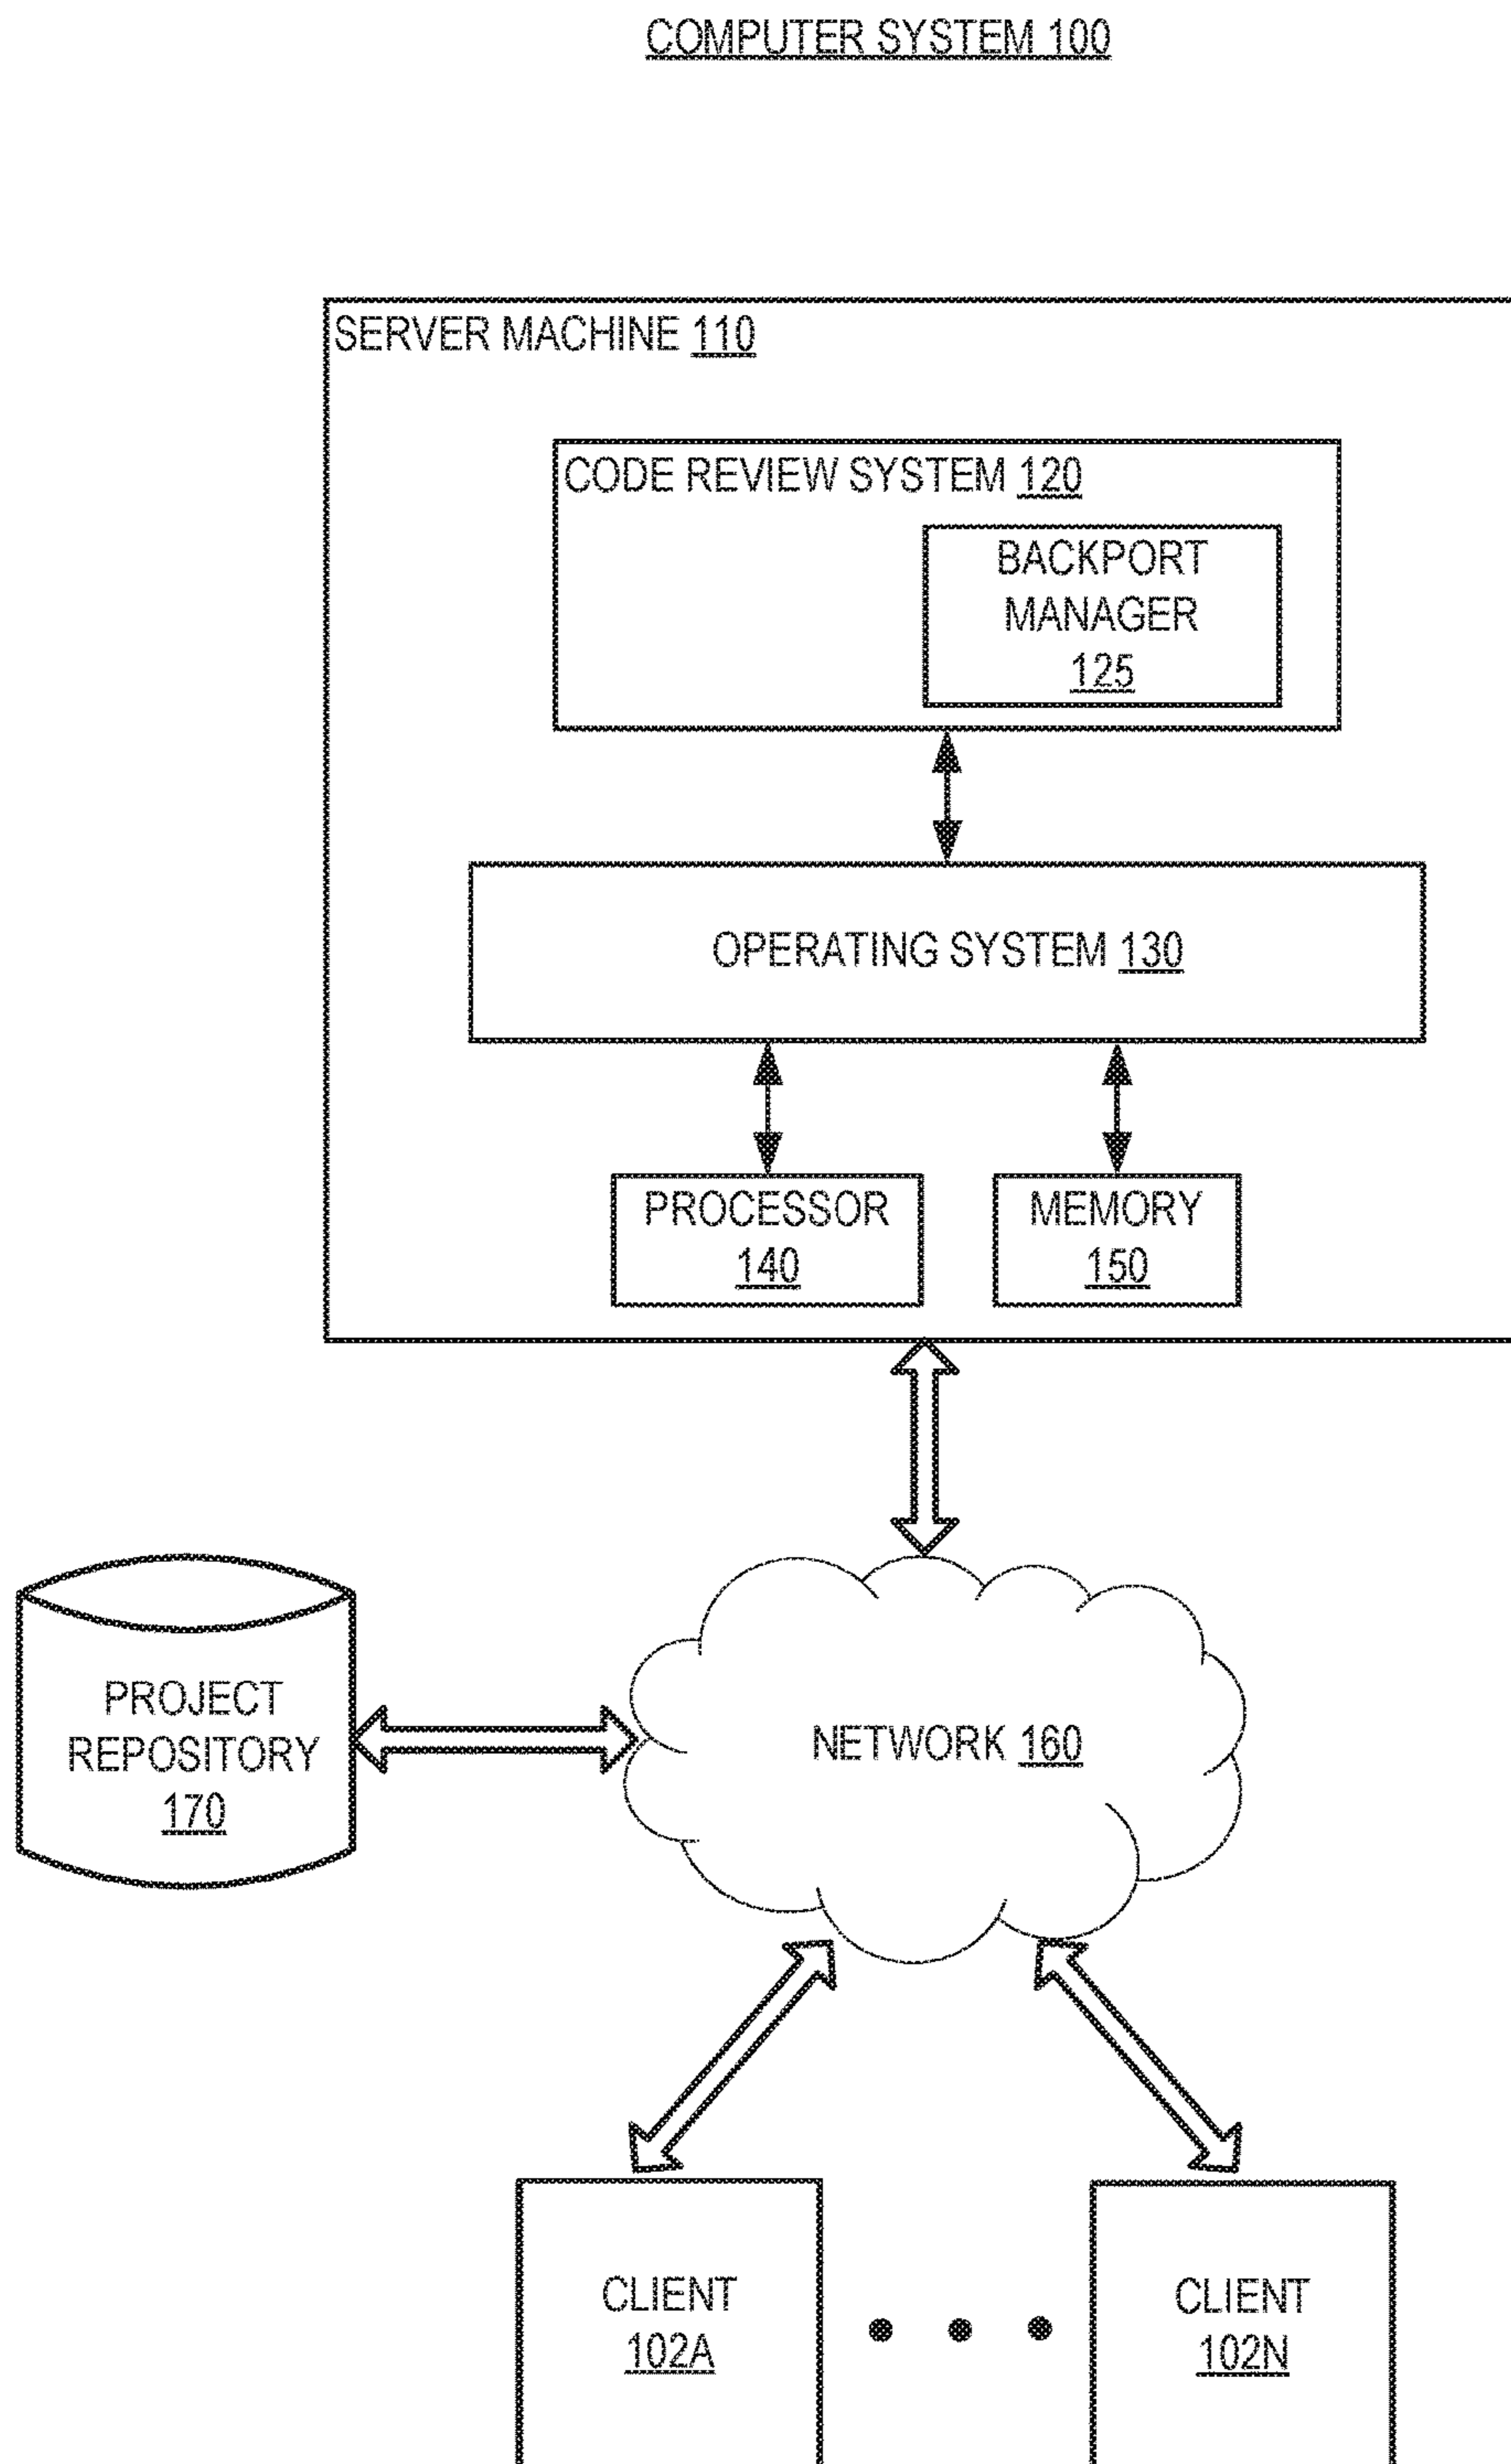 COMPUTER SYSTEM 100
SERVER MACHINE 110
CODE REVIEW SYSTEM 120
BACKPORT
MANAGER
125
OPERATING SYSTEM 130
PROCESSOR
140
MEMORY
150
PROJECT
REPOSITORY
170
NETWORK 160
CLIENT
102A
CLIENT
102N